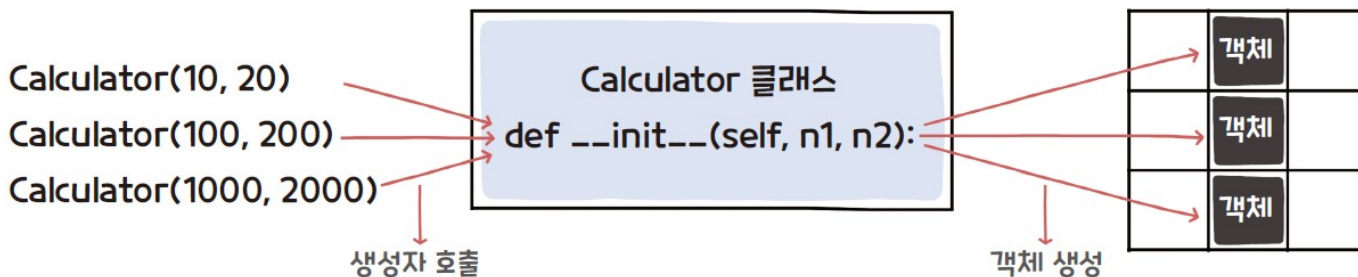 Calculator(10, 20)
Calculator(100, 200)
Calculator(1000, 2000)
생성자 호출
Calculator 클래스
def __init__(self, n1, n2):
객체 생성
객체
객체
객체